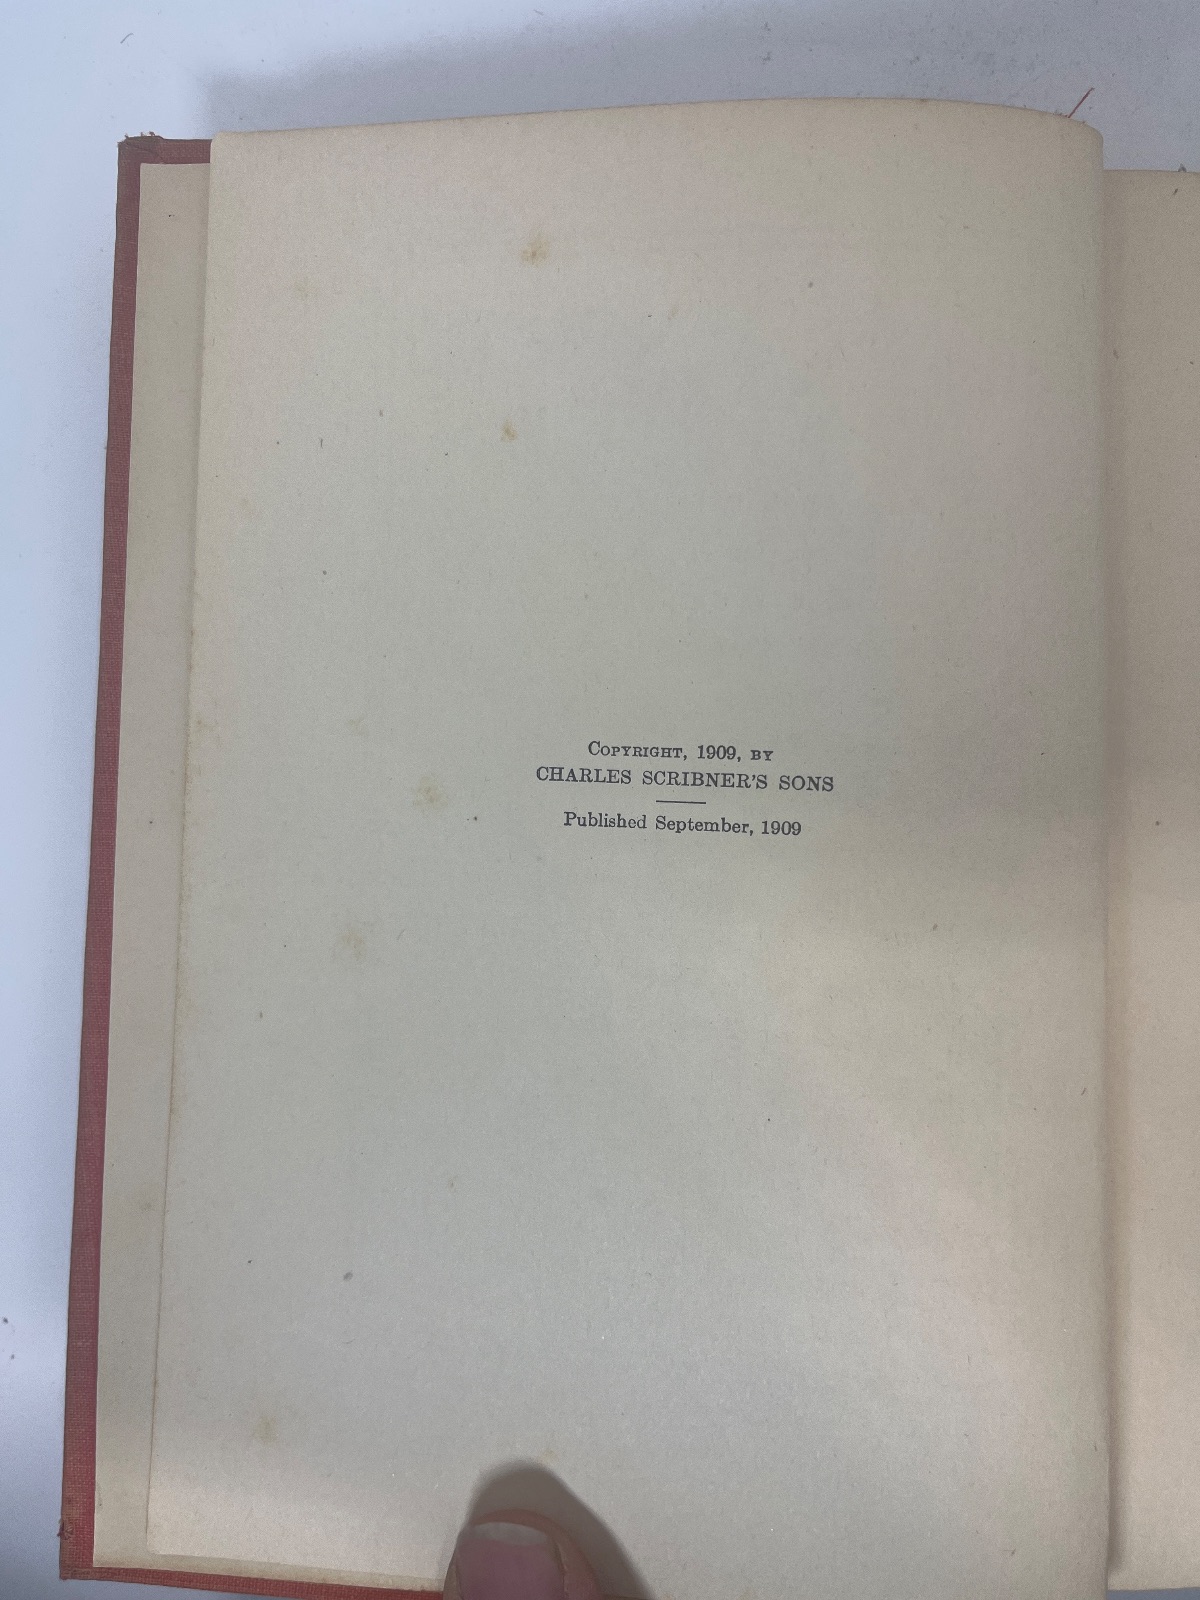 Copyright, 1909, by
CHARLES SCRIBNER'S SONS
Published September, 1909